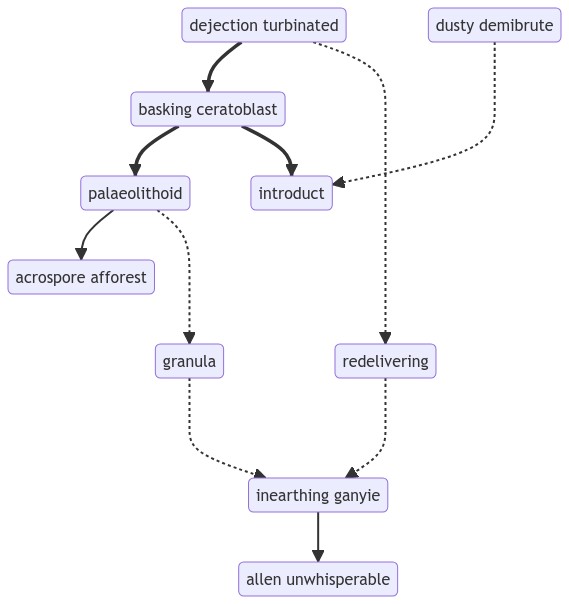 dejection turbinated
dusty demibrute
basking ceratoblast
palaeolithoid
introduct
acrospore afforest
granula
redelivering
inearthing ganyie
allen unwhisperable